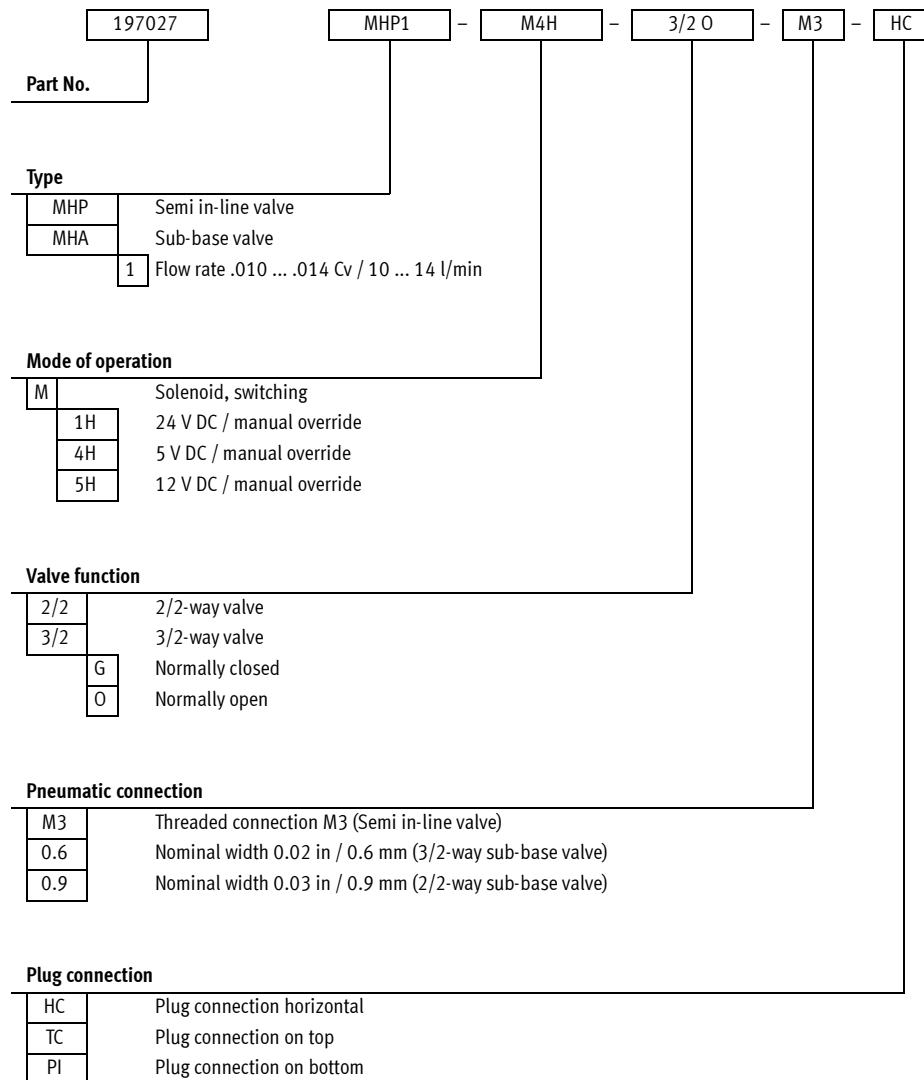 197027 MHP1 – M4H – 3/2 O – M3 – HC
Part No.
Type
MHP Semi in-line valve
MHA Sub-base valve
1 Flow rate .010 ... .014 Cv / 10 ... 14 l/min
Mode of operation
M Solenoid, switching
1H 24 V DC / manual override
4H 5 V DC / manual override
5H 12 V DC / manual override
Valve function
2/2 2/2-way valve
3/2 3/2-way valve
G Normally closed
O Normally open
Pneumatic connection
M3 Threaded connection M3 (Semi in-line valve)
0.6 Nominal width 0.02 in / 0.6 mm (3/2-way sub-base valve)
0.9 Nominal width 0.03 in / 0.9 mm (2/2-way sub-base valve)
Plug connection
HC Plug connection horizontal
TC Plug connection on top
PI Plug connection on bottom